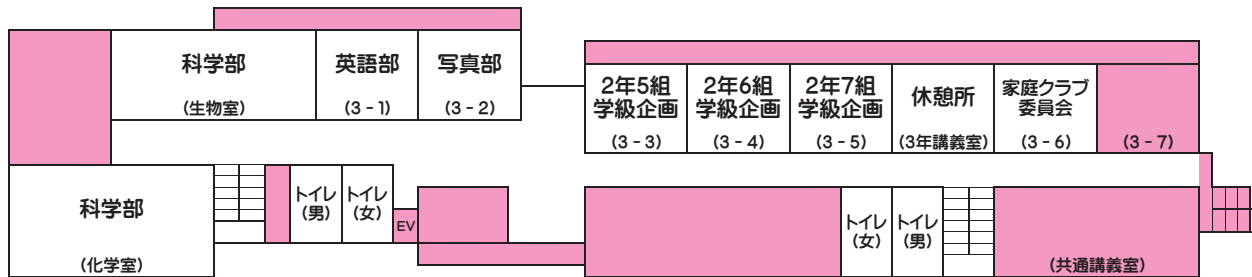 科学部
(生物室)
英語部
(3-1)
写真部
(3-2)
2年5組
学級企画
(3-3)
2年6組
学級企画
(3-4)
2年7組
学級企画
(3-5)
休憩所
(3年講義室)
家庭クラブ
委員会
(3-6)
(3-7)
科学部
(化学室)
トイレ
(男)
トイレ
(女)
EV
トイレ
(女)
トイレ
(男)
(共通講義室)